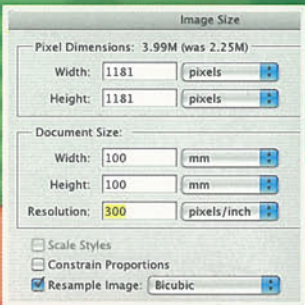 Image Size
Pixel Dimensions: 3.99M (was 2.25M)
Width: 1181 pixels
Height: 1181 pixels
Document Size:
Width: 100 mm
Height: 100 mm
Resolution: 300 pixels/inch
Scale Styles
Constrain Proportions
Resample Image: Bicubic